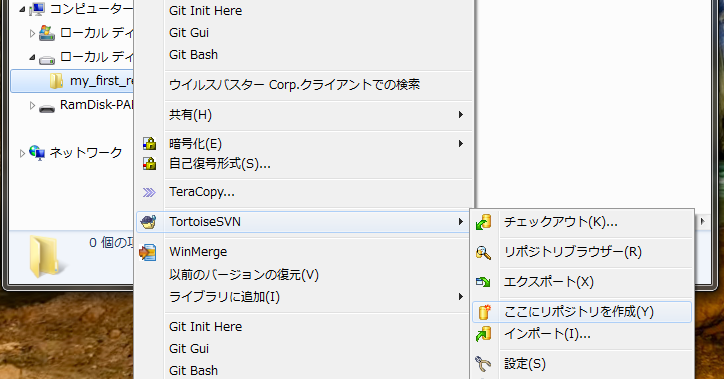 コンピューター
ローカル ディ
ローカル ディ
my_first_re
RamDisk-PAR
ネットワーク
0 個の項
Git Init Here
Git Gui
Git Bash
ウイルスバスター Corp.クライアントでの検索
共有(H)
暗号化(E)
自己復号形式(S)...
TeraCopy...
TortoiseSVN
WinMerge
以前のバージョンの復元(V)
ライブラリに追加(I)
Git Init Here
Git Gui
Git Bash
チェックアウト(K)...
リポジトリブラウザー(R)
エクスポート(X)
ここにリポジトリを作成(Y)
インポート(I)...
設定(S)